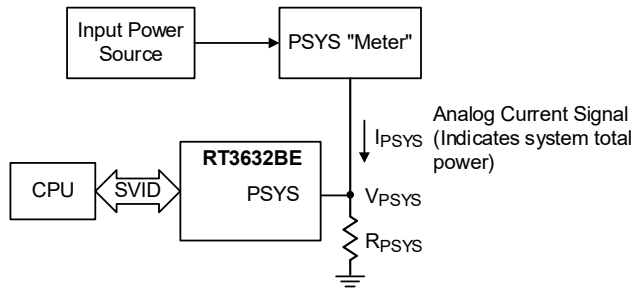 Input Power
Source
PSYS "Meter"
Analog Current Signal
IPSYS (Indicates system total
power)
RT3632BE
CPU
SVID
PSYS
VPSYS
RPSYS